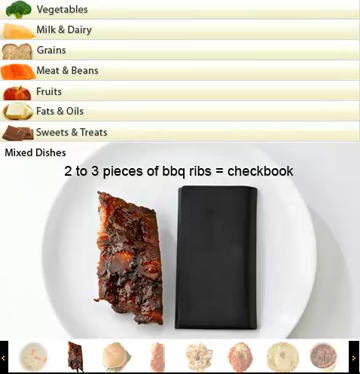 Vegetables
Milk & Dairy
Grains
Meat & Beans
Fruits
Fats & Oils
Sweets & Treats
Mixed Dishes
2 to 3 pieces of bbq ribs = checkbook